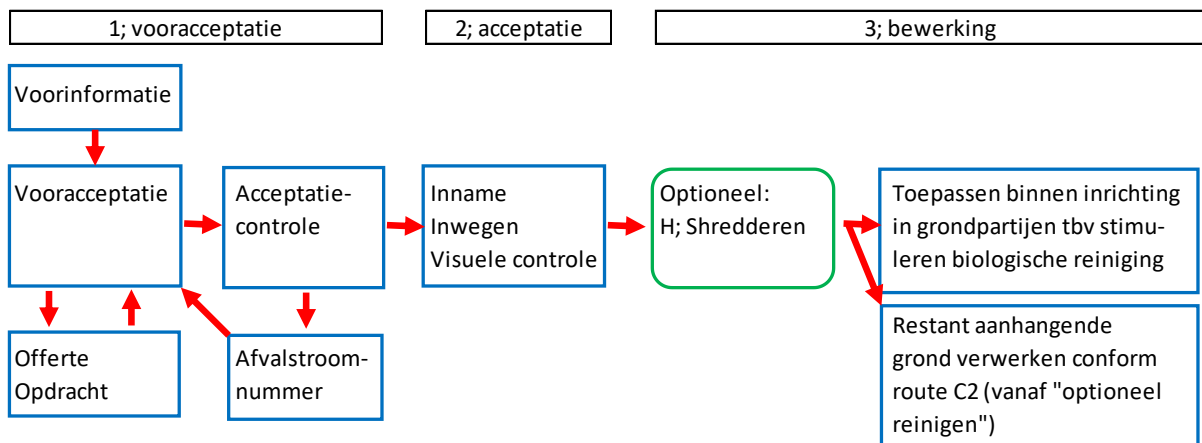 1; vooracceptatie
2; acceptatie
3; bewerking
Voorinformatie
Vooracceptatie
Acceptatie-
controle
Inname
Inwegen
Visuele controle
Optioneel:
H; Shredderen
Toepassen binnen inrichting
in grondpartijen tbv stimu-
leren biologische reiniging
Offerte
Opdracht
Afvalstroom-
nummer
Restant aanhangende
grond verwerken conform
route C2 (vanaf "optioneel
reinigen")